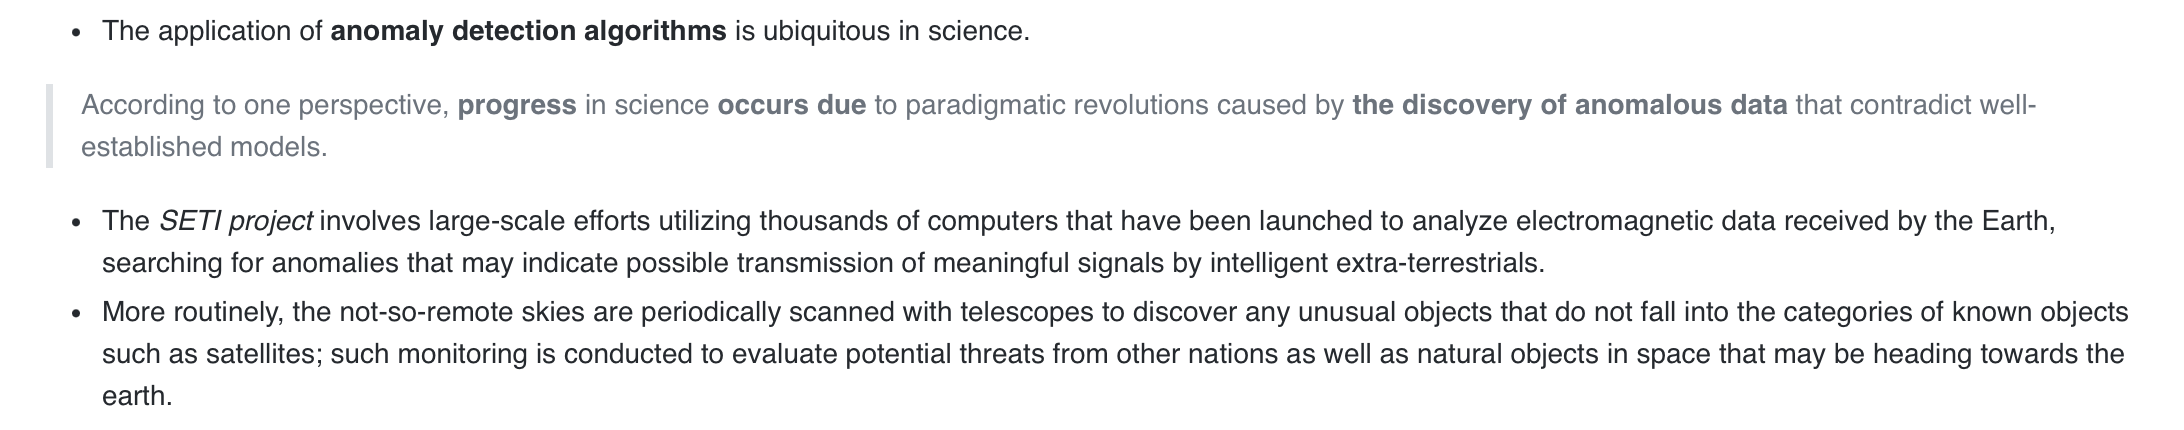 The application of anomaly detection algorithms is ubiquitous in science.
According to one perspective, progress in science occurs due to paradigmatic revolutions caused by the discovery of anomalous data that contradict well-
established models.
The SETI project involves large-scale efforts utilizing thousands of computers that have been launched to analyze electromagnetic data received by the Earth,
searching for anomalies that may indicate possible transmission of meaningful signals by intelligent extra-terrestrials.
More routinely, the not-so-remote skies are periodically scanned with telescopes to discover any unusual objects that do not fall into the categories of known objects
such as satellites; such monitoring is conducted to evaluate potential threats from other nations as well as natural objects in space that may be heading towards the
earth.